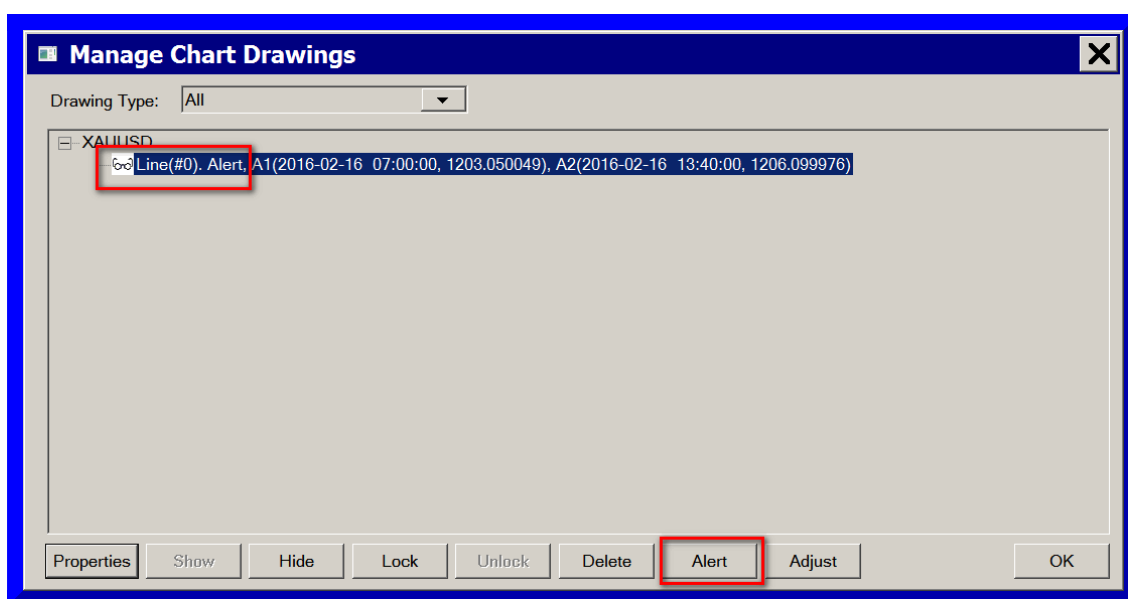 Manage Chart Drawings
Drawing Type: All
XAUUSD
Line(#0). Alert, A1(2016-02-16 07:00:00, 1203.050049), A2(2016-02-16 13:40:00, 1206.099976)
Properties Show Hide Lock Unlock Delete Alert Adjust OK